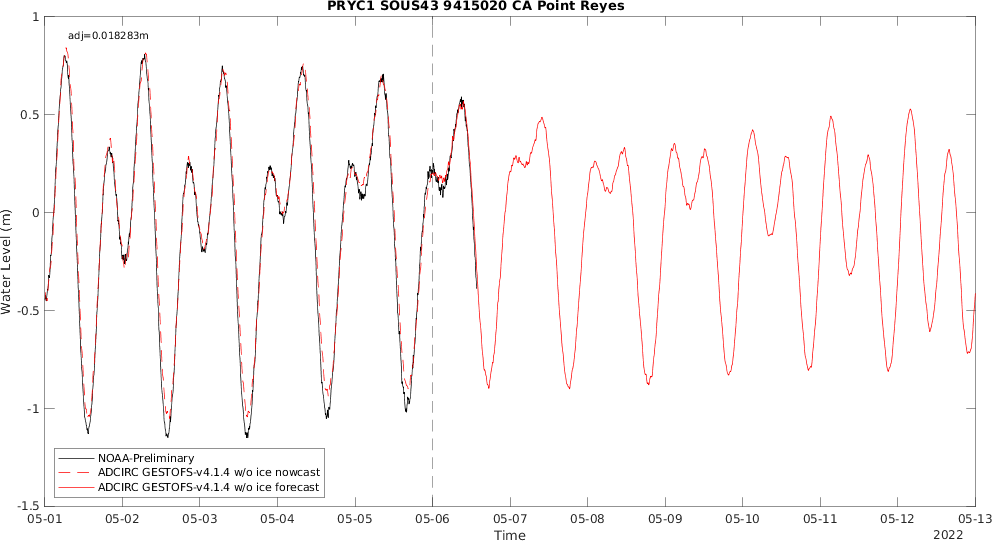 PRYC1 SOUS43 9415020 CA Point Reyes
adj=0.018283m
1
0.5
0
-0.5
-1
-1.5
Water Level (m)
NOAA-Preliminary
ADCIRC GESTOFS-v4.1.4 w/o ice nowcast
ADCIRC GESTOFS-v4.1.4 w/o ice forecast
05-01 05-02 05-03 05-04 05-05 05-06 05-07 05-08 05-09 05-10 05-11 05-12 05-13
Time
2022